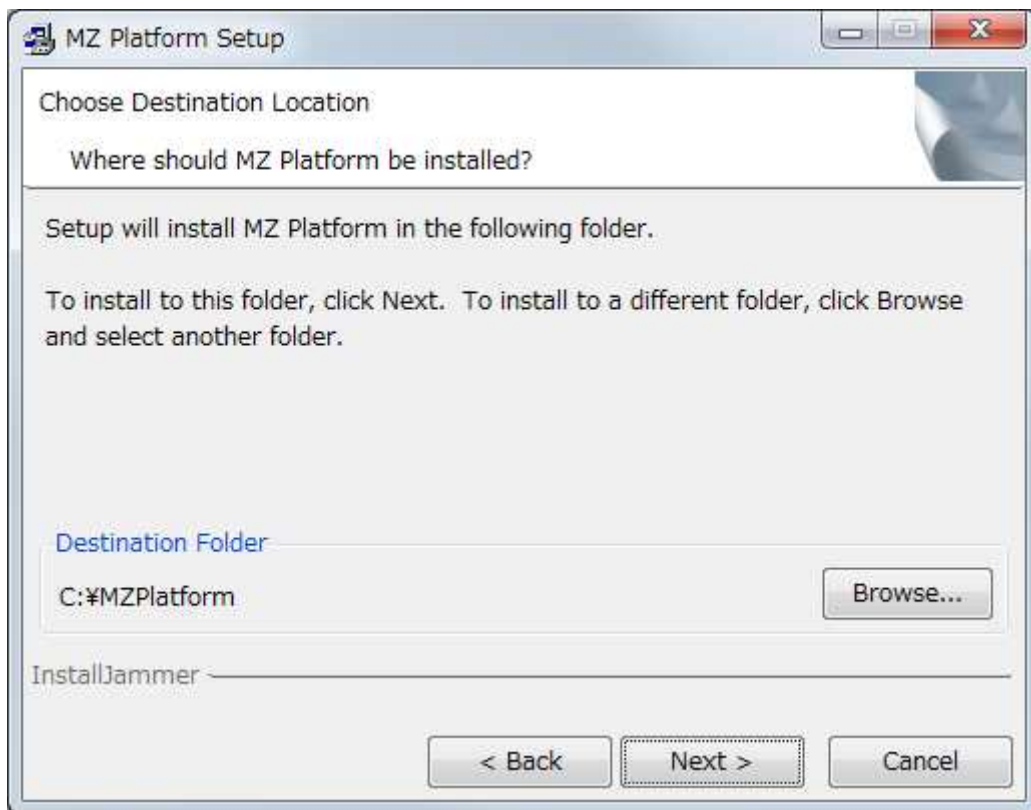 MZ Platform Setup
Choose Destination Location
Where should MZ Platform be installed?
Setup will install MZ Platform in the following folder.
To install to this folder, click Next.  To install to a different folder, click Browse
and select another folder.
Destination Folder
C:¥MZPlatform
Browse...
InstallJammer
< Back
Next >
Cancel